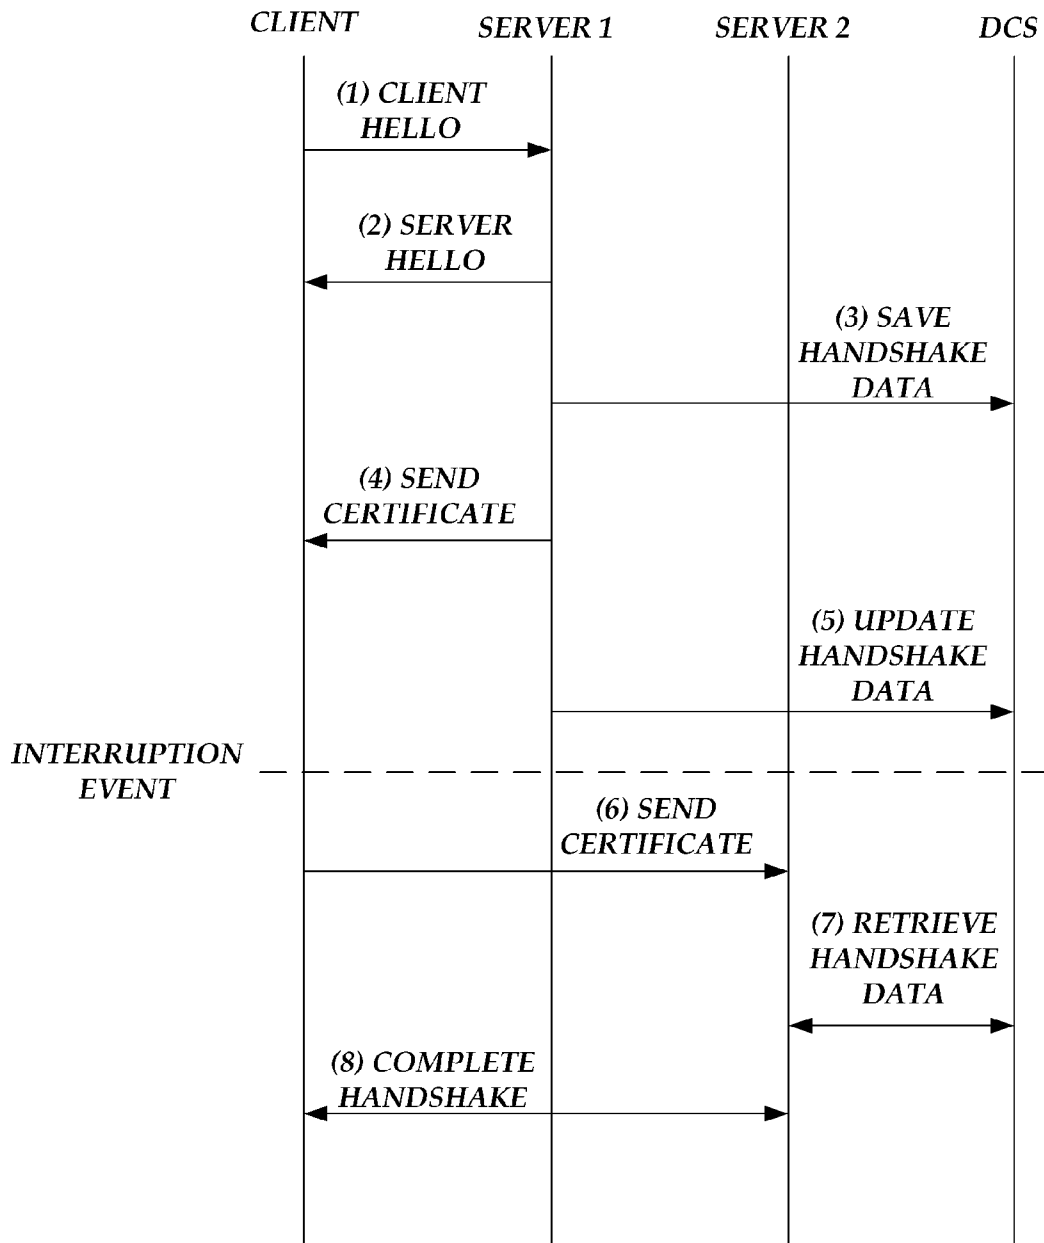 CLIENT
SERVER 1
SERVER 2
DCS
(1) CLIENT
HELLO
(2) SERVER
HELLO
(3) SAVE
HANDSHAKE
DATA
(4) SEND
CERTIFICATE
(5) UPDATE
HANDSHAKE
DATA
INTERRUPTION
EVENT
(6) SEND
CERTIFICATE
(7) RETRIEVE
HANDSHAKE
DATA
(8) COMPLETE
HANDSHAKE